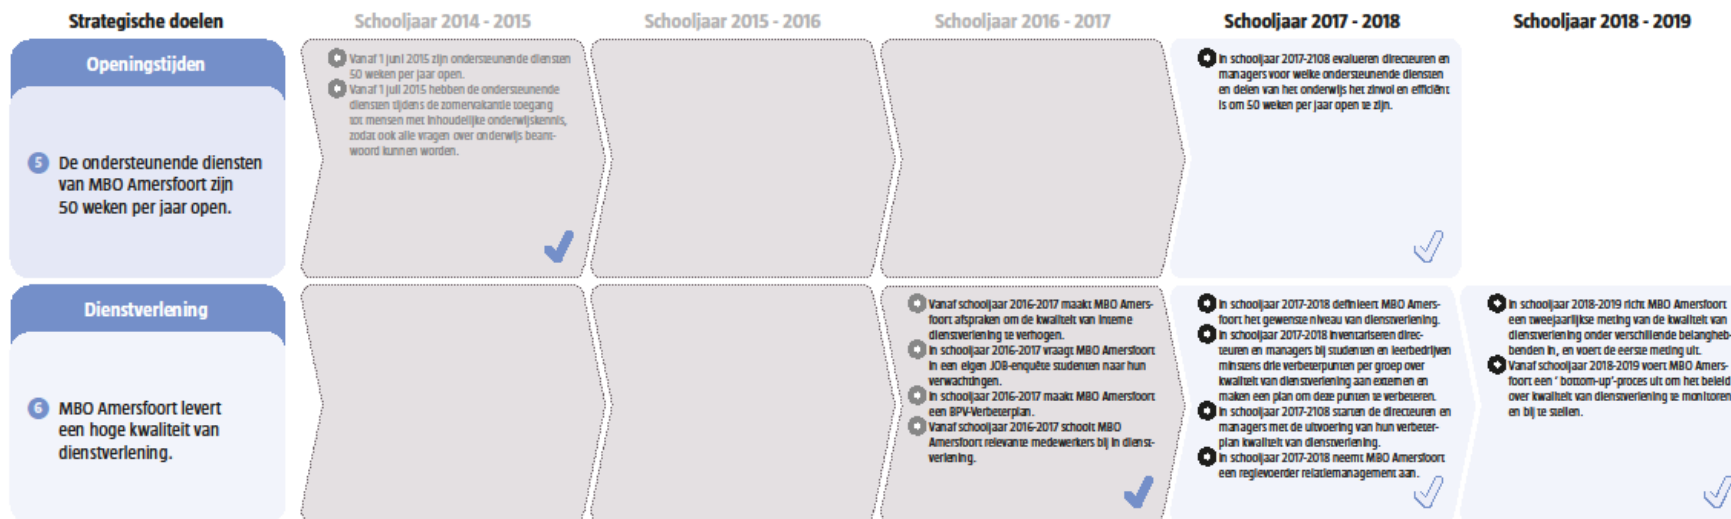 Strategische doelen
Schooljaar 2014 - 2015
Schooljaar 2015 - 2016
Schooljaar 2016 - 2017
Schooljaar 2017 - 2018
Schooljaar 2018 - 2019
Openingstijden
5 De ondersteunende diensten
van MBO Amersfoort zijn
50 weken per jaar open.
Vanaf 1 juni 2015 zijn ondersteunende diensten
50 weken per jaar open.
Vanaf 1 juli 2015 hebben de ondersteunende
diensten tijdens de zomervakantie toegang
tot mensen met inhoudelijke onderwijskennis,
zodat ook alle vragen over onderwijs beant-
woord kunnen worden.
In schooljaar 2017-2108 evalueren directeuren en
managers voor welke ondersteunende diensten
en delen van het onderwijs het zinvol en efficiënt
is om 50 weken per jaar open te zijn.
Dienstverlening
6 MBO Amersfoort levert
een hoge kwaliteit van
dienstverlening.
Vanaf schooljaar 2016-2017 maakt MBO Amers-
foort afspraken om de kwaliteit van interne
dienstverlening te verhogen.
In schooljaar 2016-2017 vraagt MBO Amersfoort
in een eigen JOB-enquête studenten naar hun
verwachtingen.
In schooljaar 2016-2017 maakt MBO Amersfoort
een BPV-Verbeterplan.
Vanaf schooljaar 2016-2017 schoolt MBO
Amersfoort relevante medewerkers bij in dienst-
verlening.
In schooljaar 2017-2018 definieert MBO Amers-
foort het gewenste niveau van dienstverlening.
In schooljaar 2017-2018 inventariseren direc-
teuren en managers bij studenten en leerbedrijven
minstens drie verbeterpunten per groep over
kwaliteit van dienstverlening aan externen en
maken een plan om deze punten te verbeteren.
In schooljaar 2017-2108 starten de directeuren en
managers met de uitvoering van hun verbeter-
plan kwaliteit van dienstverlening.
In schooljaar 2017-2018 neemt MBO Amersfoort
een regievoerder relatiemanagement aan.
In schooljaar 2018-2019 richt MBO Amersfoort
een tweejaarlijkse meting van de kwaliteit van
dienstverlening onder verschillende belangheb-
benden in, en voert de eerste meting uit.
Vanaf schooljaar 2018-2019 voert MBO Amers-
foort een ' bottom-up'-proces uit om het beleid
over kwaliteit van dienstverlening te monitoren
en bij te stellen.